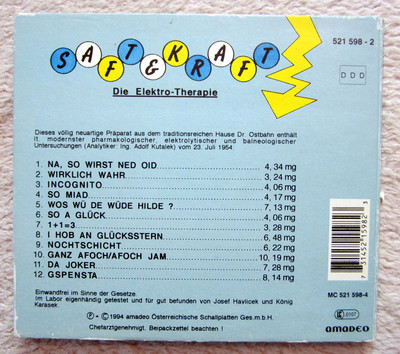 SAFT&KRAFT
521 598 - 2
DDD
Die Elektro-Therapie
Dieses völlig neuartige Präparat aus dem traditionsreichen Hause Dr. Ostbahn enthält
lt. modernster pharmakologischer, elektrolytischer und balneologischer
Untersuchungen (Analytiker: Ing. Adolf Kutalek) vom 23. Juli 1954:
1. NA, SO WIRST NED OID 4,34 mg
2. WIRKLICH WAHR 3,24 mg
3. INCOGNITO 4,06 mg
4. SO MIAD 4,17 mg
5. WOS WÜ DE WÜDE HILDE ? 7,13 mg
6. SO A GLÜCK 4,06 mg
7. 1+1=3 3,28 mg
8. I HOB AN GLÜCKSSTERN 6,48 mg
9. NOCHTSCHICHT 6,22 mg
10. GANZ AFOCH/AFOCH JAM 10,19 mg
11. DA JOKER 7,28 mg
12. GSPENSTA 8,14 mg
Einwandfrei im Sinne der Gesetze
Im Labor eigenhändig getestet und für gut befunden von Josef Havlicek und König
Karasek.
℗ + © 1994 amadeo Österreichische Schallplatten Ges.m.b.H.
Chefarztgenehmigt. Beipackzettel beachten !
7 31452 15982 3
MC 521 598-4
LC 0107
amadeo